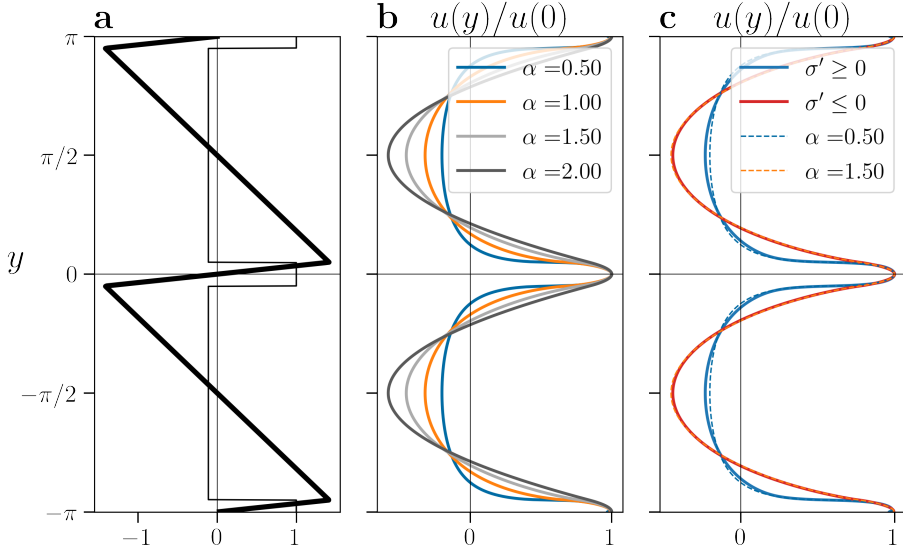 a
b u(y)/u(0)
c u(y)/u(0)
π
π/2
y
0
−π/2
−π
−1 0 1
α =0.50
α =1.00
α =1.50
α =2.00
0 1
σ′ ≥ 0
σ′ ≤ 0
α =0.50
α =1.50
0 1